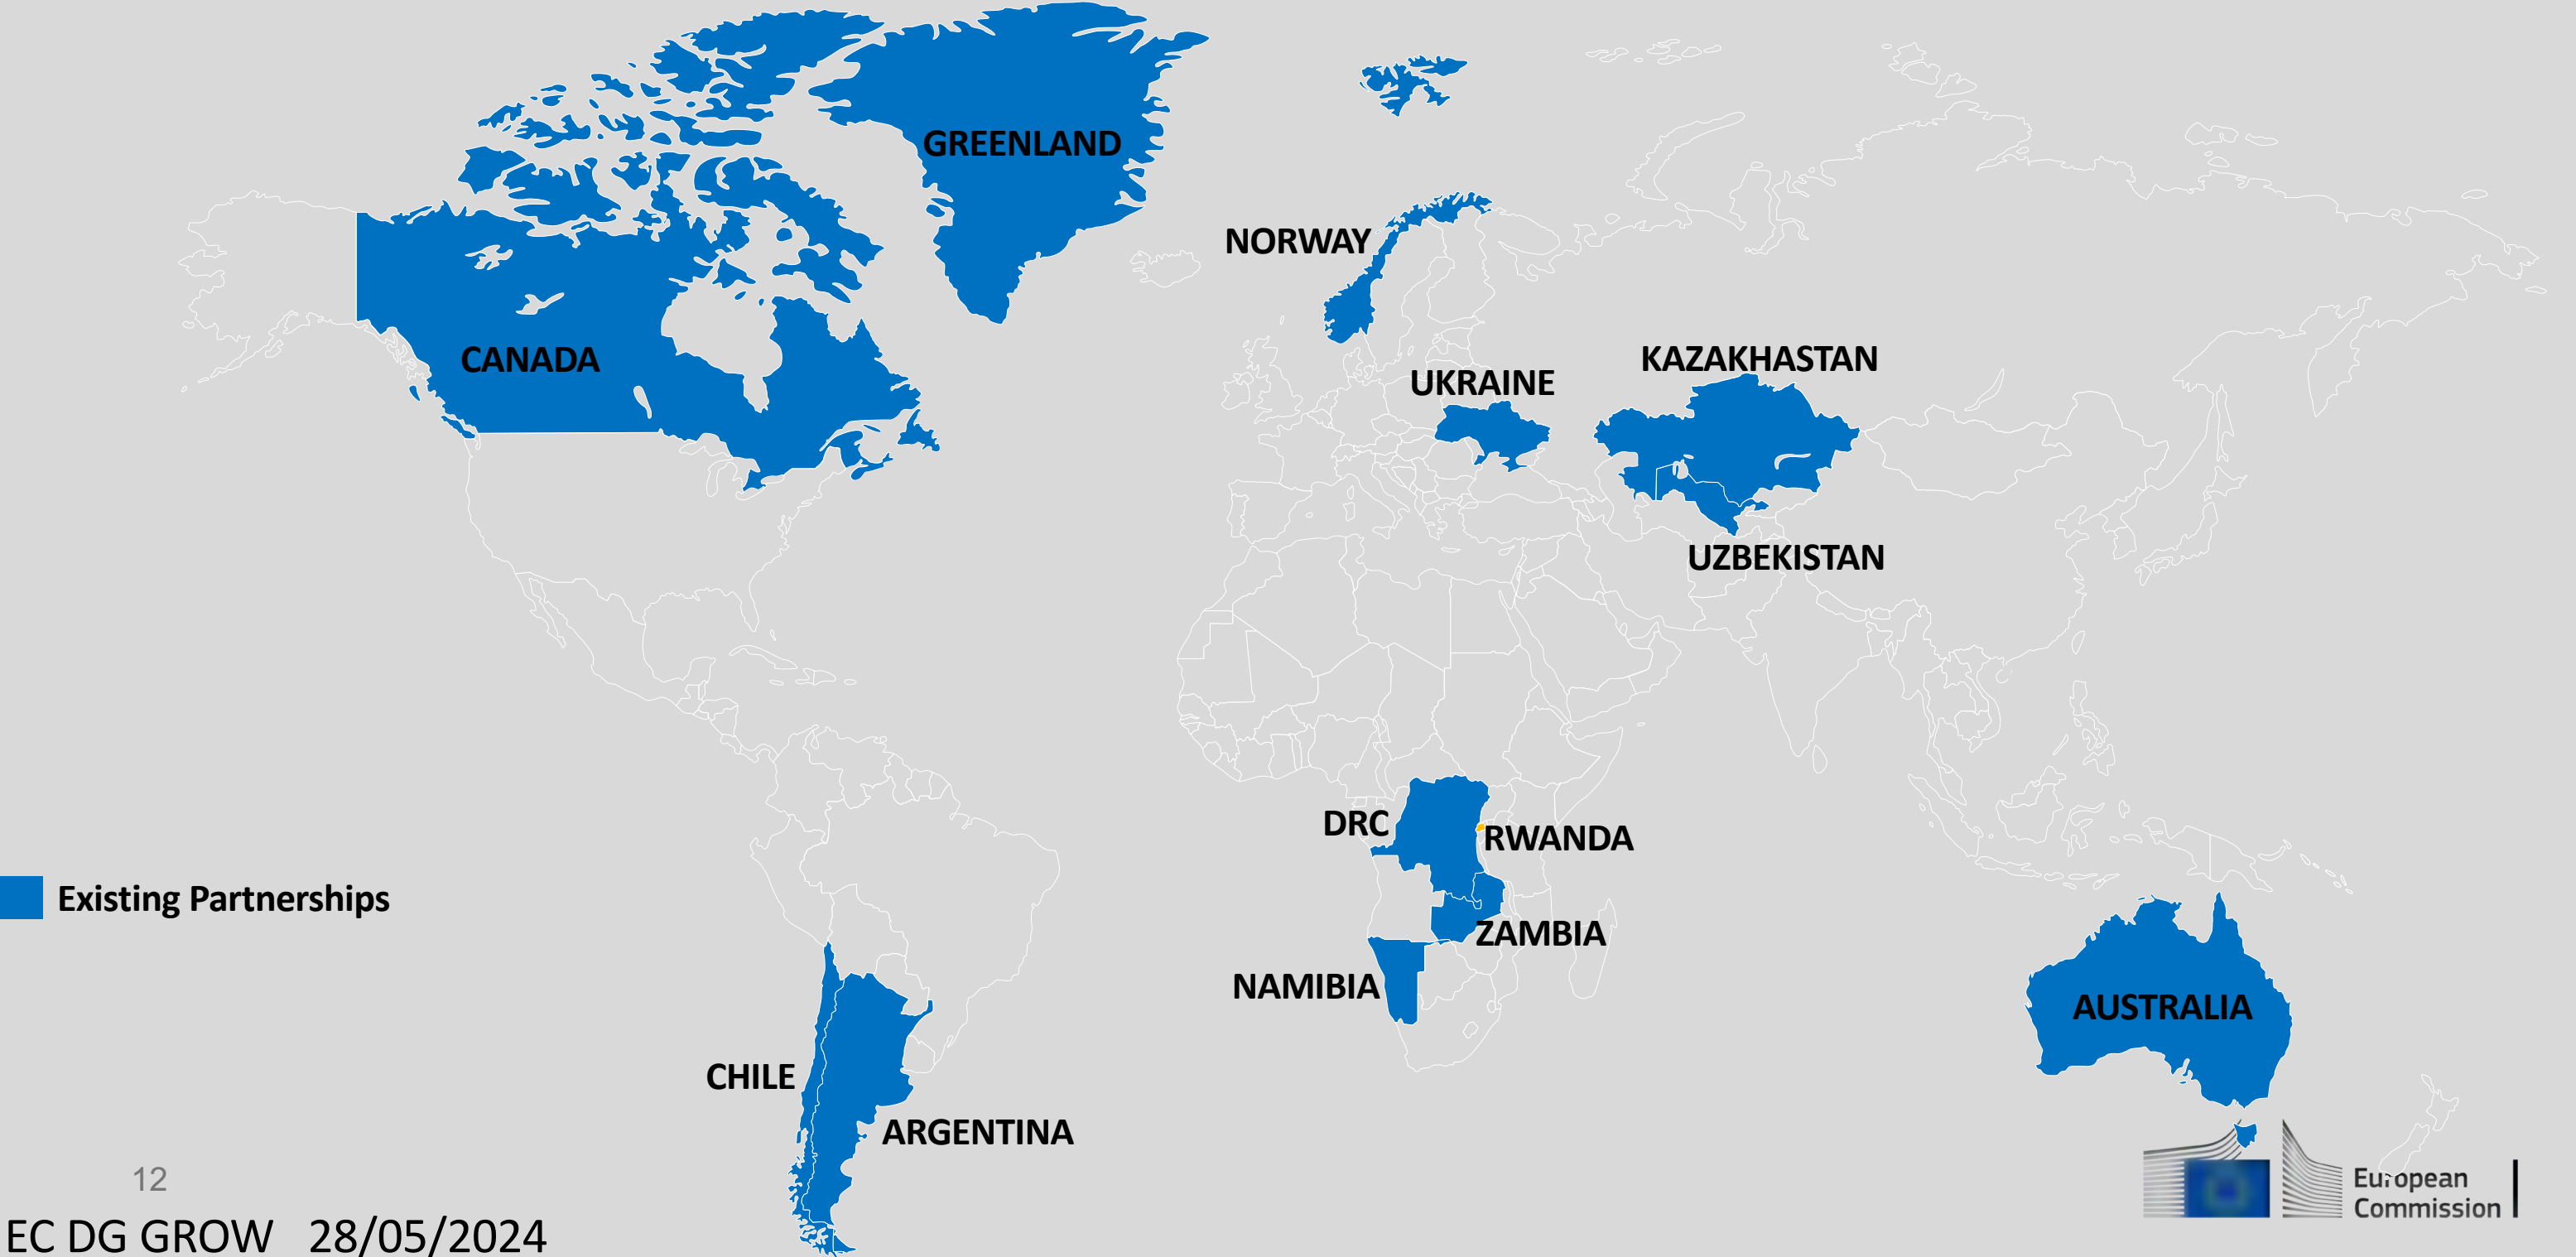 GREENLAND
NORWAY
CANADA
KAZAKHASTAN
UKRAINE
UZBEKISTAN
DRC
RWANDA
Existing Partnerships
ZAMBIA
NAMIBIA
AUSTRALIA
CHILE
ARGENTINA
12
European
Commission
EC DG GROW 28/05/2024